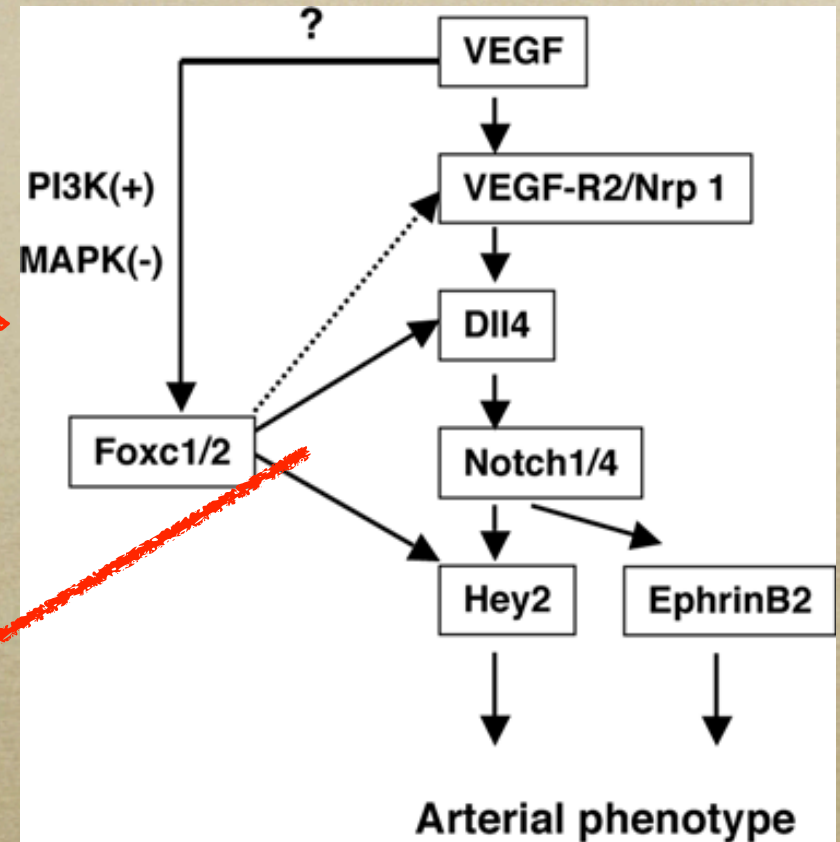 ?
VEGF
PI3K(+)
VEGF-R2/Nrp 1
MAPK(-)
Dll4
Foxc1/2
Notch1/4
Hey2
EphrinB2
Arterial phenotype